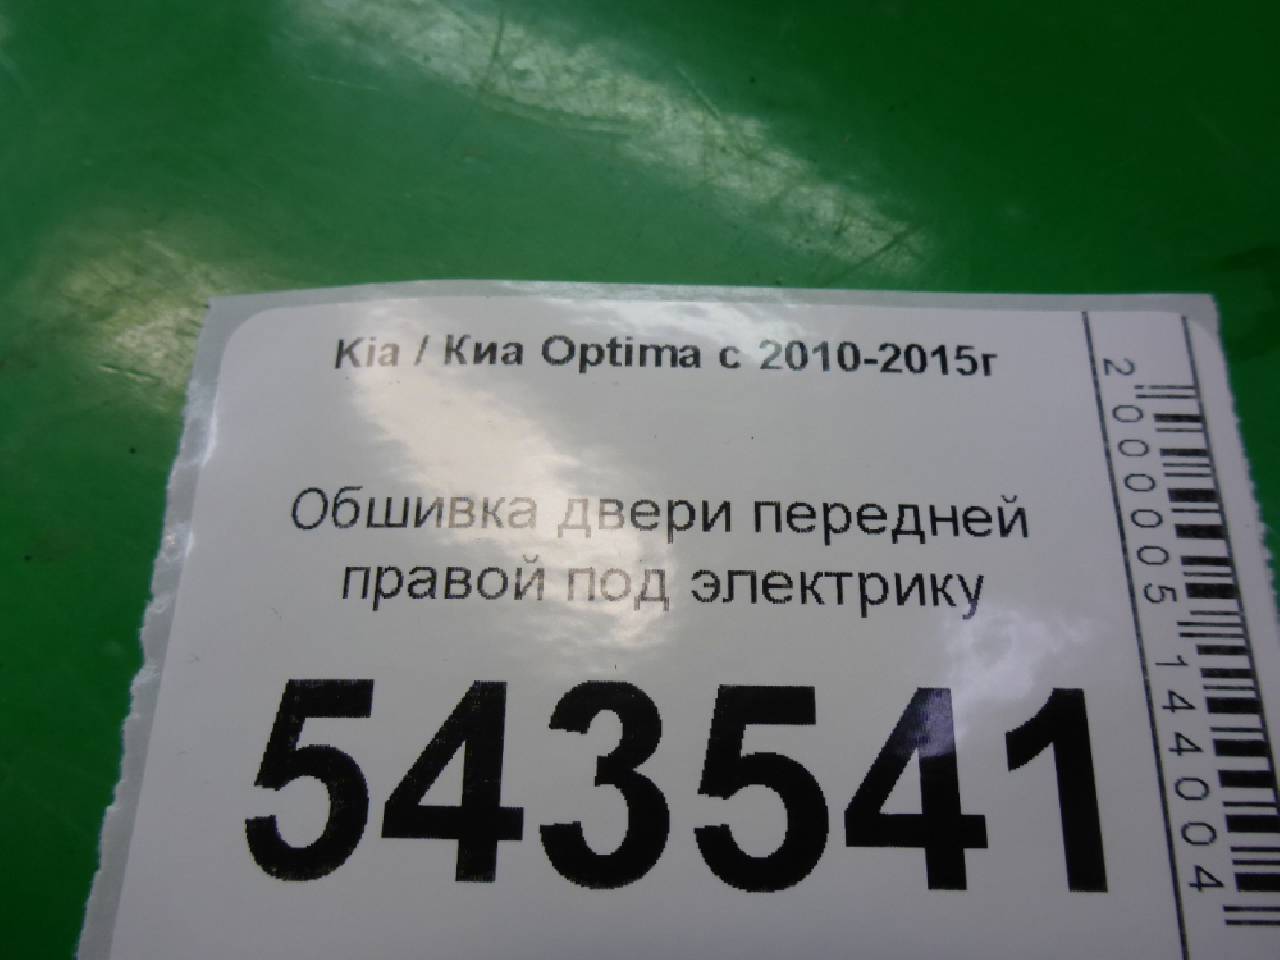 Kia / Киа Optima с 2010-2015г
Обшивка двери передней
правой под электрику
543541
2000005144004